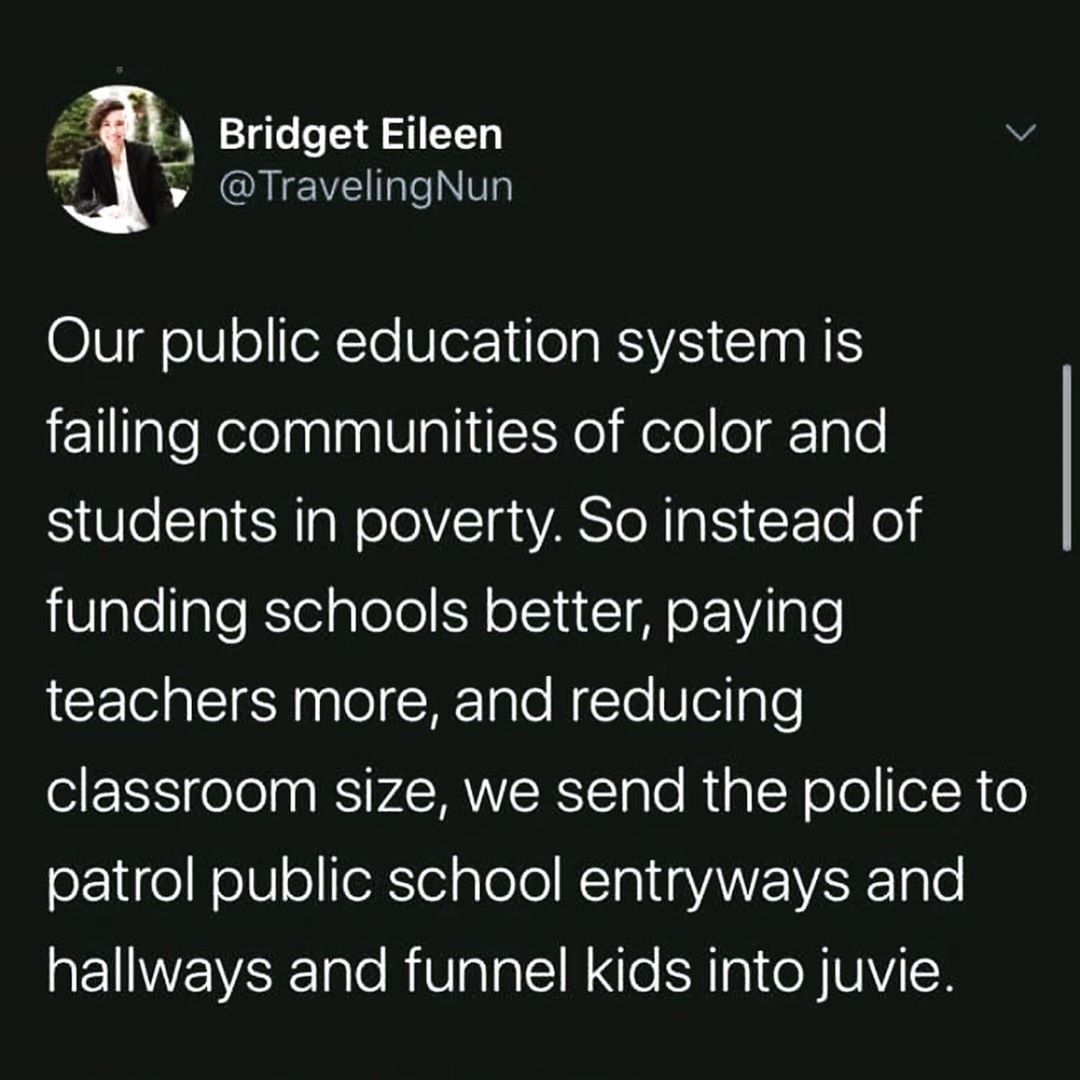 Bridget Eileen
@TravelingNun
Our public education system is
failing communities of color and
students in poverty. So instead of
funding schools better, paying
teachers more, and reducing
classroom size, we send the police to
patrol public school entryways and
hallways and funnel kids into juvie.